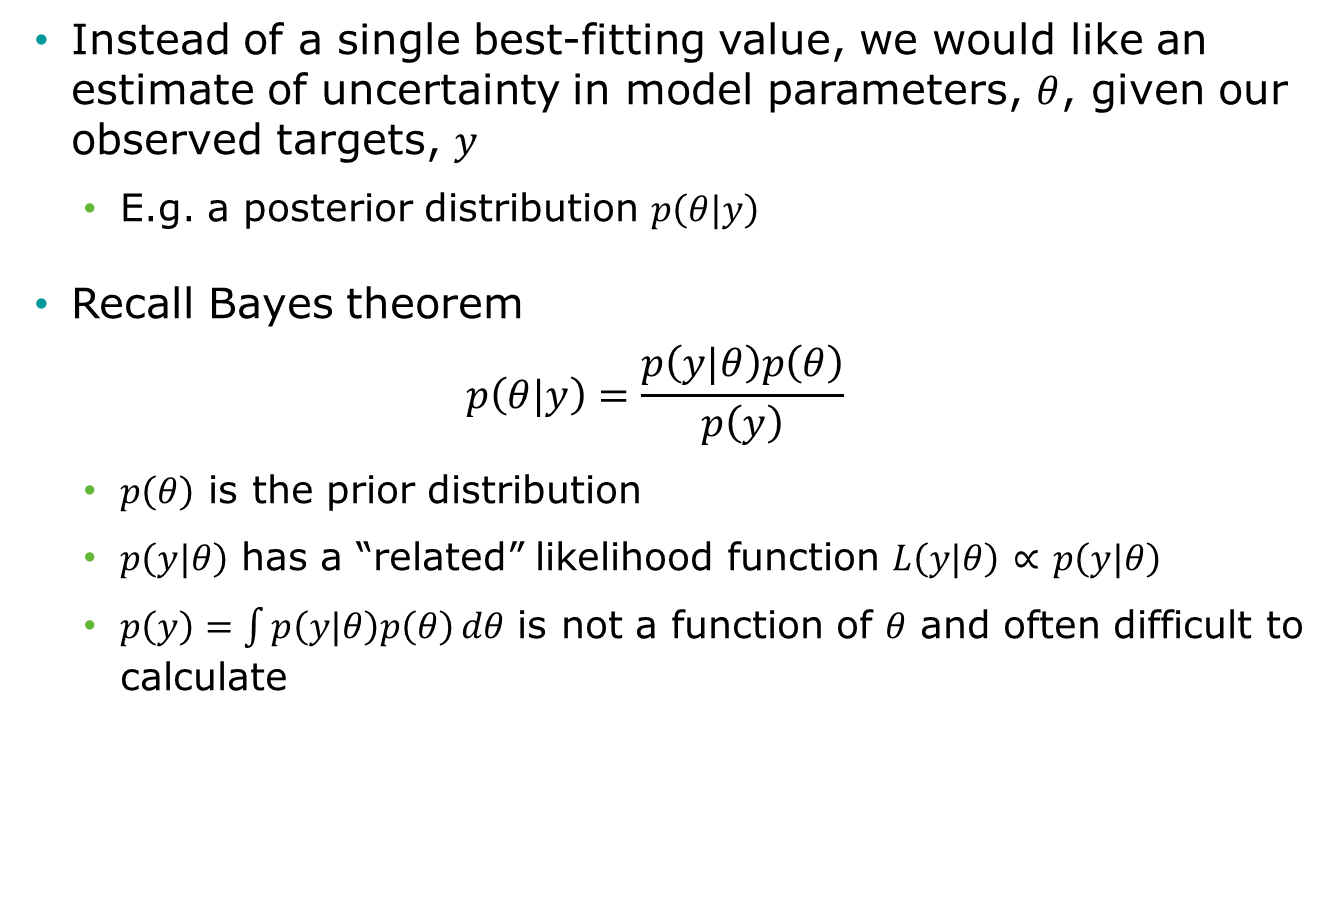 • Instead of a single best-fitting value, we would like an
estimate of uncertainty in model parameters, θ, given our
observed targets, y
• E.g. a posterior distribution p(θ|y)
• Recall Bayes theorem
p(θ|y) = p(y|θ)p(θ) / p(y)
• p(θ) is the prior distribution
• p(y|θ) has a “related” likelihood function L(y|θ) ∝ p(y|θ)
• p(y) = ∫ p(y|θ)p(θ) dθ is not a function of θ and often difficult to
calculate